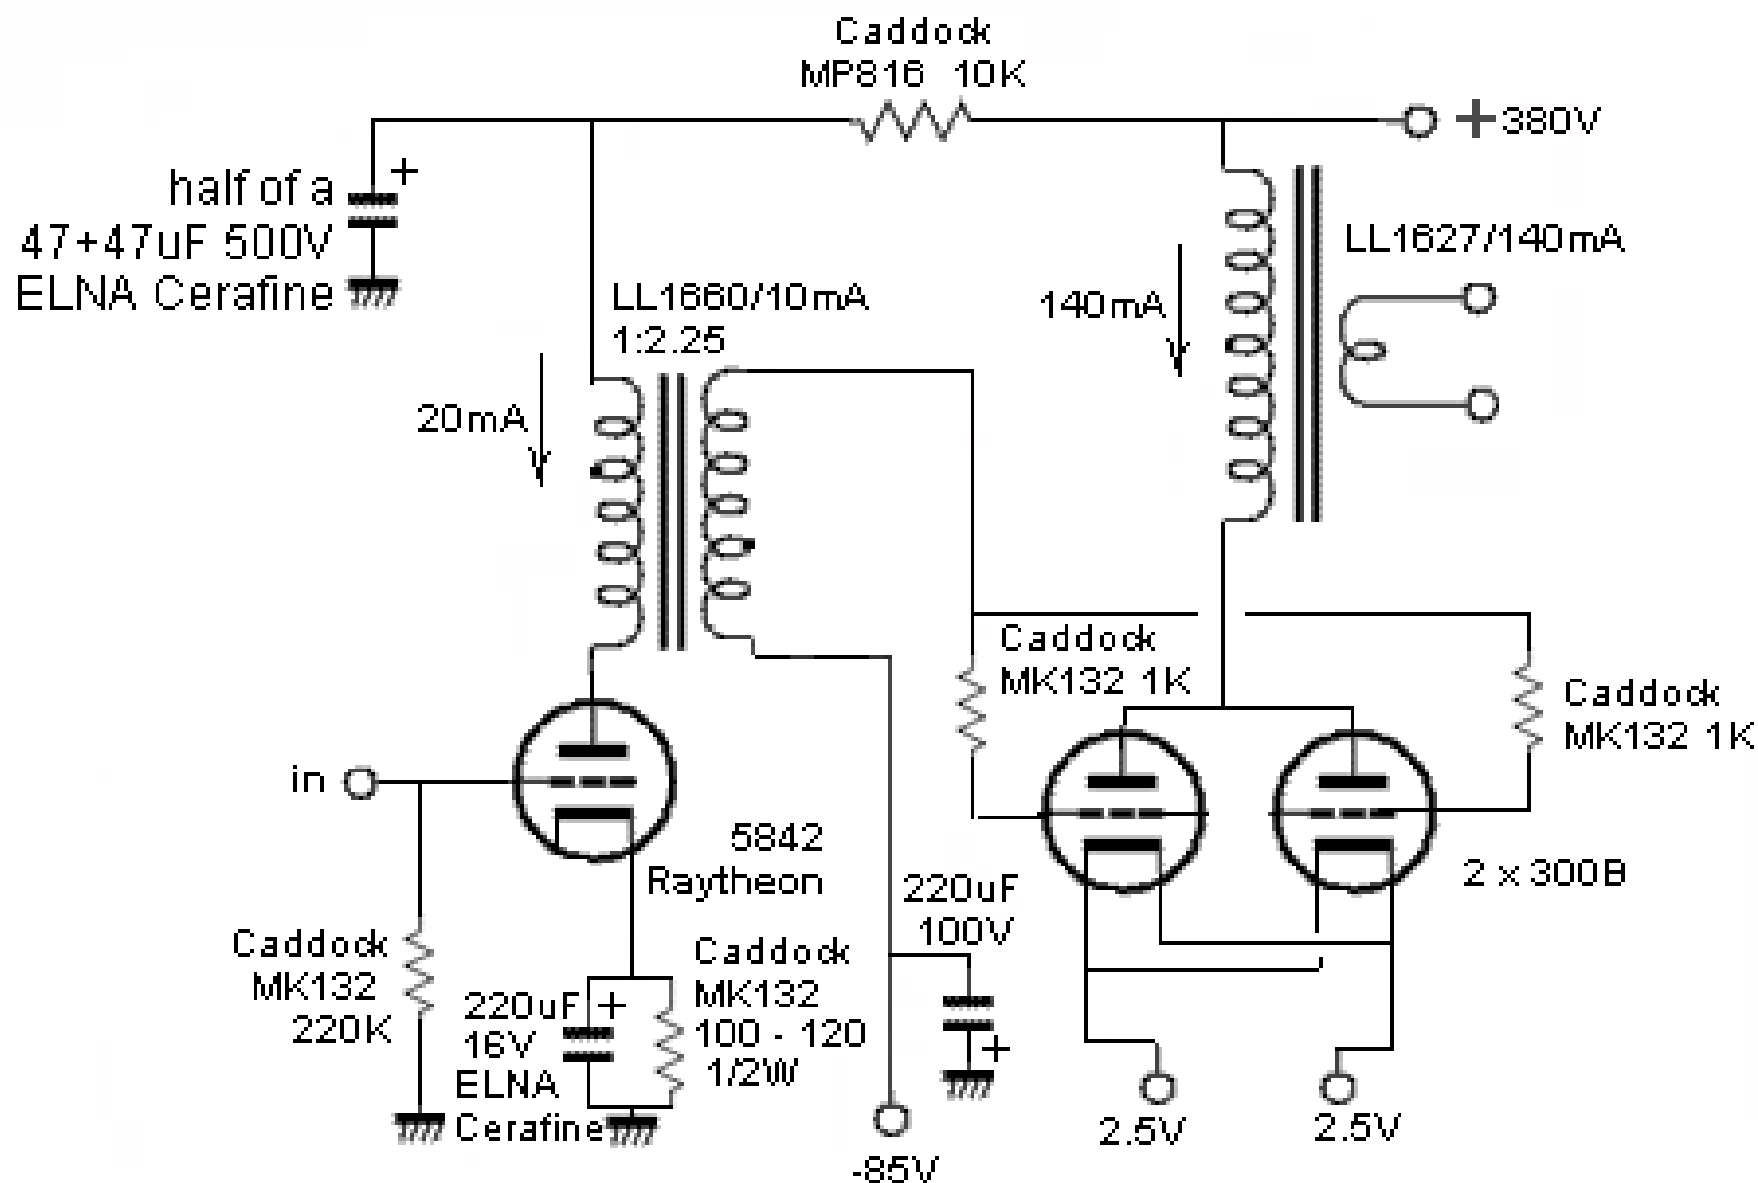 Caddock
MP816 10K
+380V
+
half of a
47+47uF 500V
ELNA Cerafine
LL1627/140mA
LL1660/10mA
1:2.25
140mA
20mA
Caddock
MK132 1K
Caddock
MK132 1K
in
5842
Raytheon
2 x 300B
220uF
100V
+
Caddock
MK132
220K
220uF +
16V
ELNA
Cerafine
Caddock
MK132
100 - 120
1/2W
2.5V
2.5V
-85V